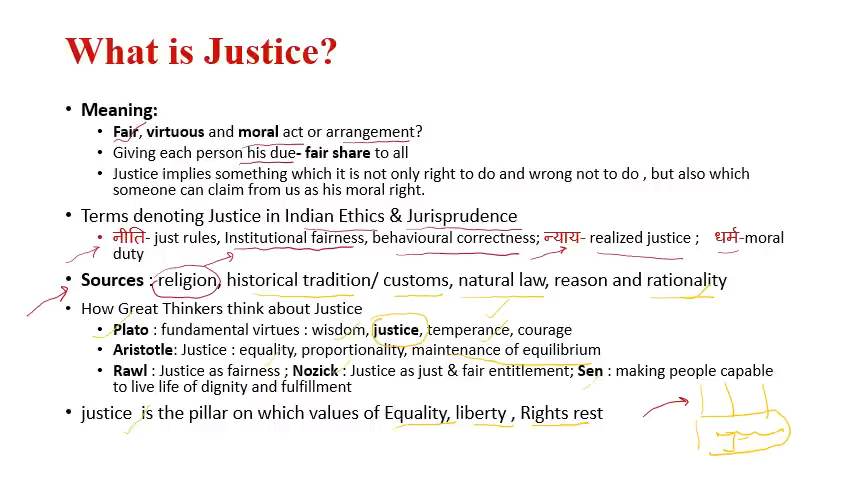 What is Justice?
• Meaning:
• Fair, virtuous and moral act or arrangement?
• Giving each person his due- fair share to all
• Justice implies something which it is not only right to do and wrong not to do , but also which
someone can claim from us as his moral right.
• Terms denoting Justice in Indian Ethics & Jurisprudence
• नीति- just rules, Institutional fairness, behavioural correctness; न्याय- realized justice ; धर्म-moral
duty
• Sources : religion, historical tradition/ customs, natural law, reason and rationality
• How Great Thinkers think about Justice
• Plato : fundamental virtues : wisdom, justice, temperance, courage
• Aristotle: Justice : equality, proportionality, maintenance of equilibrium
• Rawl : Justice as fairness ; Nozick : Justice as just & fair entitlement; Sen : making people capable
to live life of dignity and fulfillment
• justice is the pillar on which values of Equality, liberty , Rights rest